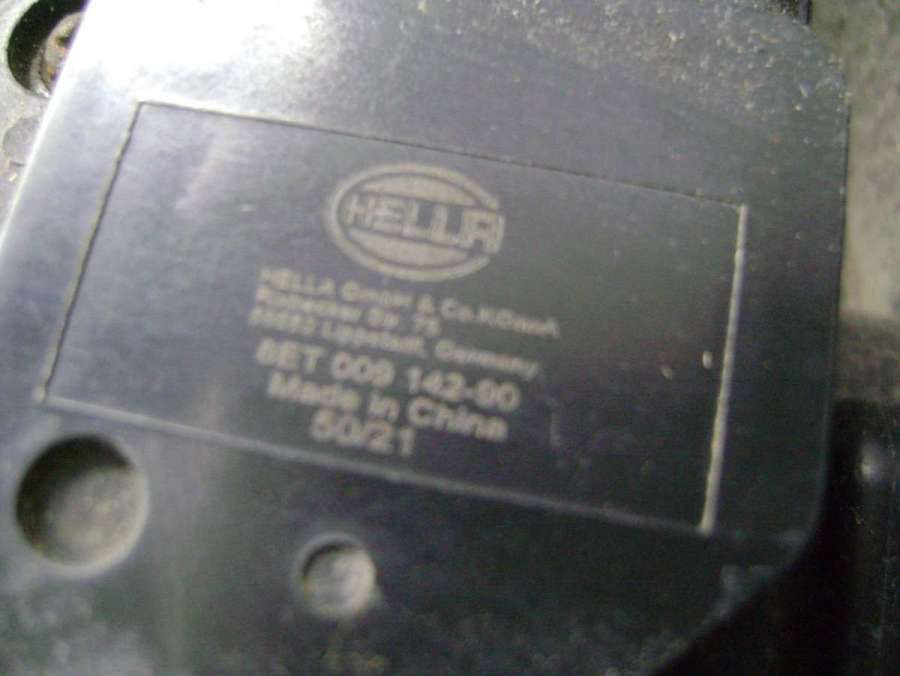 HELLA
HELLA GmbH & Co.KGaaA
Rixbecker Str. 75
59552 Lippstadt, Germany
6ET 009 142-90
Made in China
50/21